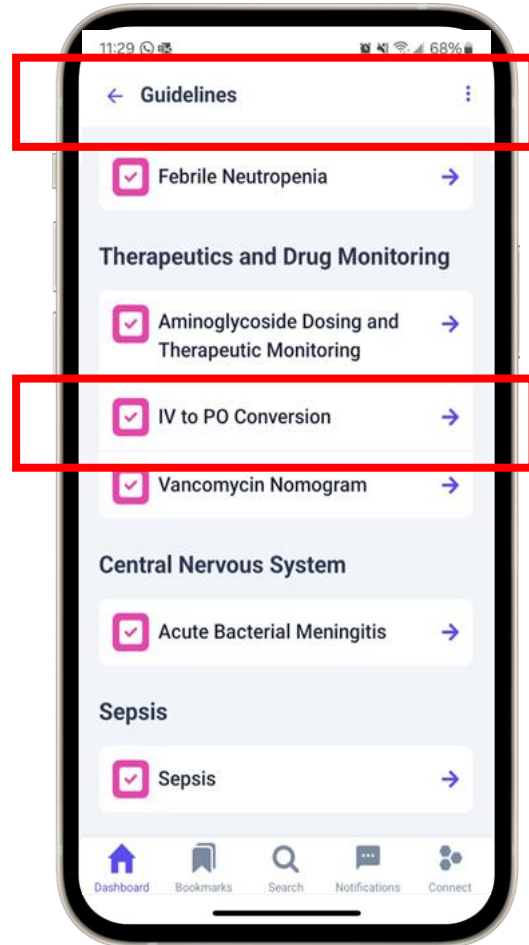 11:29 68%
Guidelines
Febrile Neutropenia
Therapeutics and Drug Monitoring
Aminoglycoside Dosing and
Therapeutic Monitoring
IV to PO Conversion
Vancomycin Nomogram
Central Nervous System
Acute Bacterial Meningitis
Sepsis
Sepsis
Dashboard Bookmarks Search Notifications Connect